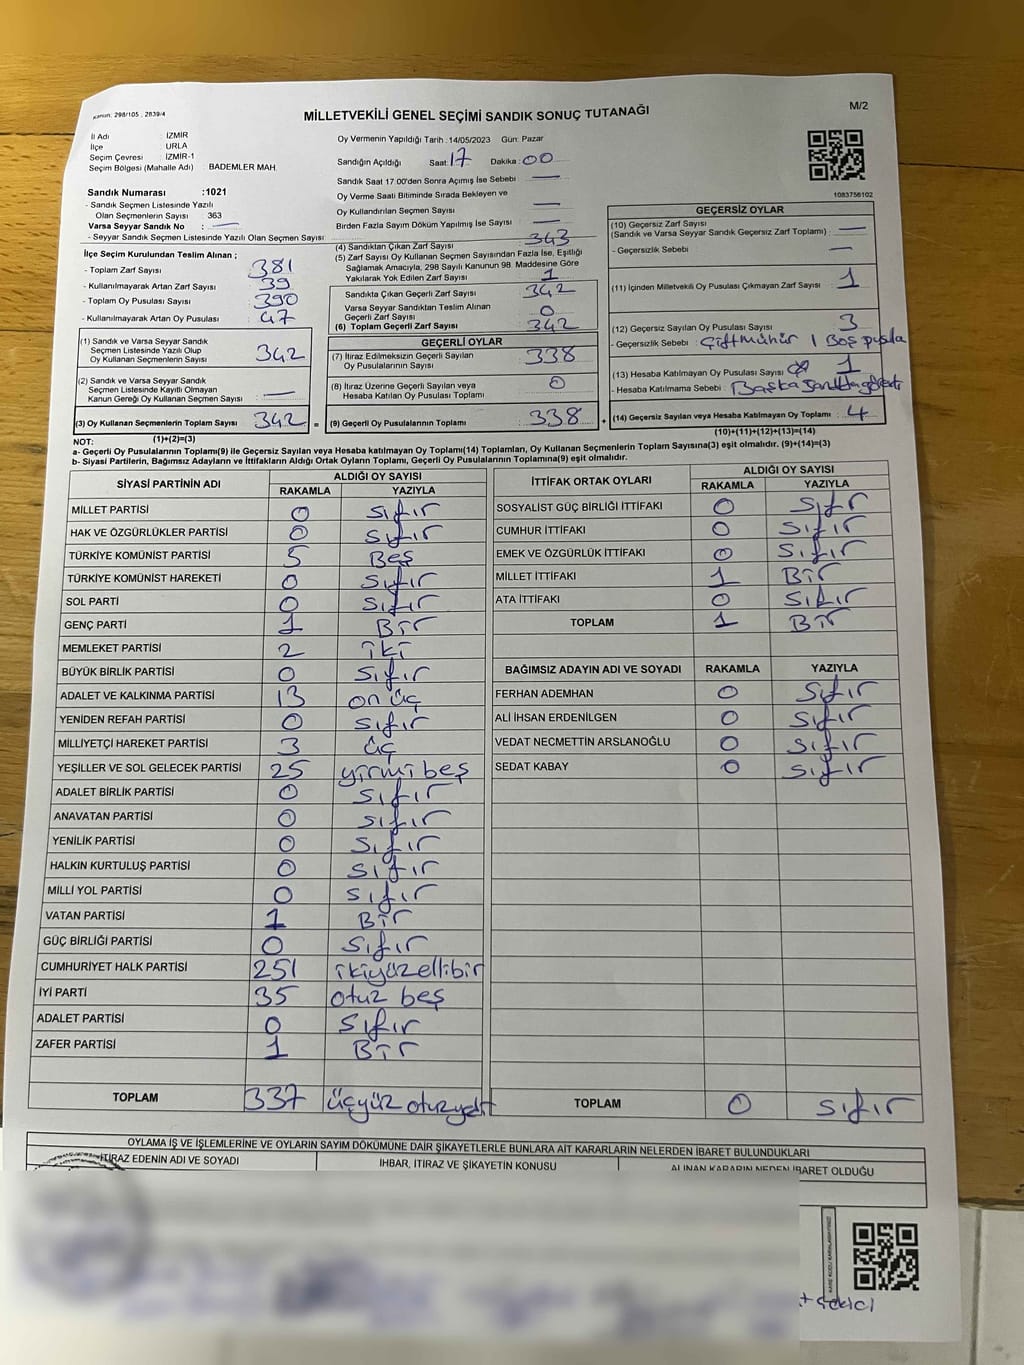 Kanun: 298/105 , 2839/4
MİLLETVEKİLİ GENEL SEÇİMİ SANDIK SONUÇ TUTANAĞI
M/2
İl Adı : İZMİR
İlçe : URLA
Seçim Çevresi : İZMİR-1
Seçim Bölgesi (Mahalle Adı) : BADEMLER MAH.
Sandık Numarası :1021
- Sandık Seçmen Listesinde Yazılı
Olan Seçmenlerin Sayısı : 363
Varsa Seyyar Sandık No : —
- Seyyar Sandık Seçmen Listesinde Yazılı Olan Seçmen Sayısı
İlçe Seçim Kurulundan Teslim Alınan ;
- Toplam Zarf Sayısı : 381
- Kullanılmayarak Artan Zarf Sayısı : 39
- Toplam Oy Pusulası Sayısı : 390
- Kullanılmayarak Artan Oy Pusulası : 47
(1) Sandık ve Varsa Seyyar Sandık
Seçmen Listesinde Yazılı Olup
Oy Kullanan Seçmenlerin Sayısı : 342
(2) Sandık ve Varsa Seyyar Sandık
Seçmen Listesinde Kayıtlı Olmayan
Kanun Gereği Oy Kullanan Seçmen Sayısı : —
(3) Oy Kullanan Seçmenlerin Toplam Sayısı : 342 =
(1)+(2)=(3)
Oy Vermenin Yapıldığı Tarih : 14/05/2023 Gün: Pazar
Sandığın Açıldığı Saat: 17 Dakika : 00
Sandık Saat 17:00'den Sonra Açımış İse Sebebi : —
Oy Verme Saati Bitiminde Sırada Bekleyen ve
Oy Kullandırılan Seçmen Sayısı : —
Birden Fazla Sayım Döküm Yapılmış İse Sayısı : —
(4) Sandıktan Çıkan Zarf Sayısı : 343
(5) Zarf Sayısı Oy Kullanan Seçmen Sayısından Fazla İse, Eşitliği
Sağlamak Amacıyla, 298 Sayılı Kanunun 98. Maddesine Göre
Yakılarak Yok Edilen Zarf Sayısı : 1
Sandıkta Çıkan Geçerli Zarf Sayısı : 342
Varsa Seyyar Sandıktan Teslim Alınan
Geçerli Zarf Sayısı : 0
(6) Toplam Geçerli Zarf Sayısı : 342
GEÇERLİ OYLAR
(7) İtiraz Edilmeksizin Geçerli Sayılan
Oy Pusulalarının Sayısı : 338
(8) İtiraz Üzerine Geçerli Sayılan veya
Hesaba Katılan Oy Pusulası Toplamı : 0
(9) Geçerli Oy Pusulalarının Toplamı : 338 +
1083756102
GEÇERSİZ OYLAR
(10) Geçersiz Zarf Sayısı
(Sandık ve Varsa Seyyar Sandık Geçersiz Zarf Toplamı) : —
- Geçersizlik Sebebi : —
(11) İçinden Milletvekili Oy Pusulası Çıkmayan Zarf Sayısı : 1
(12) Geçersiz Sayılan Oy Pusulası Sayısı : 3
- Geçersizlik Sebebi : Çift Mühür 1 Boş pusula
(13) Hesaba Katılmayan Oy Pusulası Sayısı : 1
- Hesaba Katılmama Sebebi : Başka
(14) Geçersiz Sayılan veya Hesaba Katılmayan Oy Toplamı : 4
(10)+(11)+(12)+(13)=(14)
NOT:
a- Geçerli Oy Pusulalarının Toplamı(9) ile Geçersiz Sayılan veya Hesaba katılmayan Oy Toplamı(14) Toplamları, Oy Kullanan Seçmenlerin Toplam Sayısına(3) eşit olmalıdır. (9)+(14)=(3)
b- Siyasi Partilerin, Bağımsız Adayların ve İttifakların Aldığı Ortak Oyların Toplamı, Geçerli Oy Pusulalarının Toplamına(9) eşit olmalıdır.
SİYASİ PARTİNİN ADI ALDIĞI OY SAYISI
RAKAMLA YAZIYLA
MİLLET PARTİSİ 0 sıfır
HAK VE ÖZGÜRLÜKLER PARTİSİ 0 sıfır
TÜRKİYE KOMÜNİST PARTİSİ 5 Beş
TÜRKİYE KOMÜNİST HAREKETİ 0 sıfır
SOL PARTİ 0 sıfır
GENÇ PARTİ 1 Bir
MEMLEKET PARTİSİ 2 iki
BÜYÜK BİRLİK PARTİSİ 0 sıfır
ADALET VE KALKINMA PARTİSİ 13 on üç
YENİDEN REFAH PARTİSİ 0 sıfır
MİLLİYETÇİ HAREKET PARTİSİ 3 üç
YEŞİLLER VE SOL GELECEK PARTİSİ 25 yirmi beş
ADALET BİRLİK PARTİSİ 0 sıfır
ANAVATAN PARTİSİ 0 sıfır
YENİLİK PARTİSİ 0 sıfır
HALKIN KURTULUŞ PARTİSİ 0 sıfır
MİLLİ YOL PARTİSİ 0 sıfır
VATAN PARTİSİ 1 Bir
GÜÇ BİRLİĞİ PARTİSİ 0 sıfır
CUMHURİYET HALK PARTİSİ 251 ikiyüzellibir
İYİ PARTİ 35 otuz beş
ADALET PARTİSİ 0 sıfır
ZAFER PARTİSİ 1 Bir
TOPLAM 337 üçyüz otuzyedi
İTTİFAK ORTAK OYLARI ALDIĞI OY SAYISI
RAKAMLA YAZIYLA
SOSYALİST GÜÇ BİRLİĞİ İTTİFAKI 0 sıfır
CUMHUR İTTİFAKI 0 sıfır
EMEK VE ÖZGÜRLÜK İTTİFAKI 0 sıfır
MİLLET İTTİFAKI 1 Bir
ATA İTTİFAKI 0 sıfır
TOPLAM 1 Bir
BAĞIMSIZ ADAYIN ADI VE SOYADI RAKAMLA YAZIYLA
FERHAN ADEMHAN 0 sıfır
ALİ İHSAN ERDENİLGEN 0 sıfır
VEDAT NECMETTİN ARSLANOĞLU 0 sıfır
SEDAT KABAY 0 sıfır
TOPLAM 0 sıfır
OYLAMA İŞ VE İŞLEMLERİNE VE OYLARIN SAYIM DÖKÜMÜNE DAİR ŞİKAYETLERLE BUNLARA AİT KARARLARIN NELERDEN İBARET BULUNDUKLARI
İTİRAZ EDENİN ADI VE SOYADI İHBAR, İTİRAZ VE ŞİKAYETİN KONUSU ALINAN KARARIN NEDEN İBARET OLDUĞU